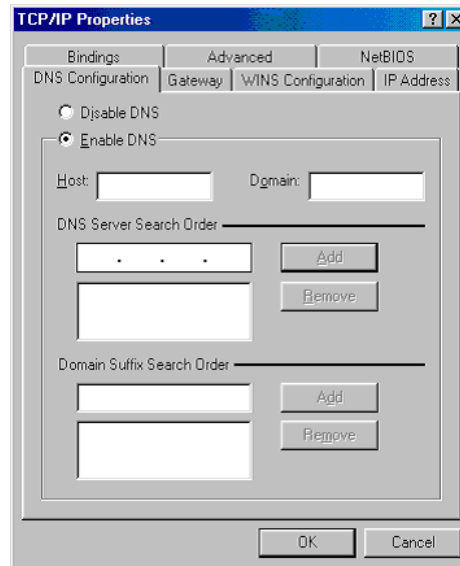 TCP/IP Properties
Bindings Advanced NetBIOS
DNS Configuration Gateway WINS Configuration IP Address
Disable DNS
Enable DNS
Host: Domain:
DNS Server Search Order
. . . Add
Remove
Domain Suffix Search Order
Add
Remove
OK Cancel